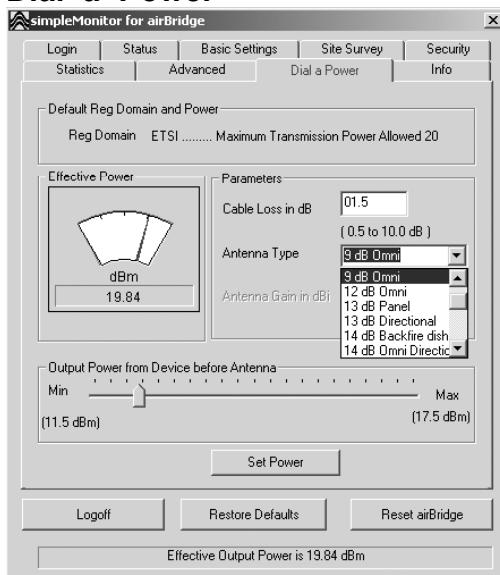 simpleMonitor for airBridge
Login Status Basic Settings Site Survey Security
Statistics Advanced Dial a Power Info
Default Reg Domain and Power
Reg Domain ETSI ......... Maximum Transmission Power Allowed 20
Effective Power
dBm
19.84
Parameters
Cable Loss in dB 01.5
( 0.5 to 10.0 dB )
Antenna Type 9 dB Omni
Antenna Gain in dBi
9 dB Omni
12 dB Omni
13 dB Panel
13 dB Directional
14 dB Backfire dish
14 dB Omni
Output Power from Device before Antenna
Min Max
(11.5 dBm) (17.5 dBm)
Set Power
Logoff Restore Defaults Reset airBridge
Effective Output Power is 19.84 dBm